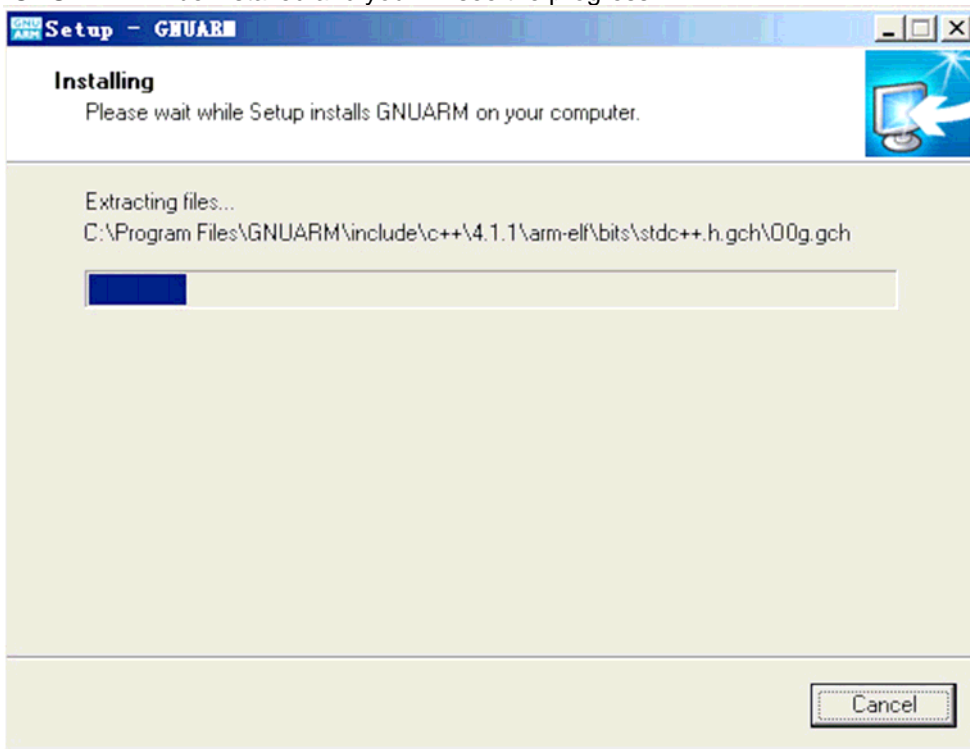 Setup - GNUARM
Installing
Please wait while Setup installs GNUARM on your computer.
Extracting files...
C:\Program Files\GNUARM\include\c++\4.1.1\arm-elf\bits\stdc++.h.gch\O0g.gch
Cancel